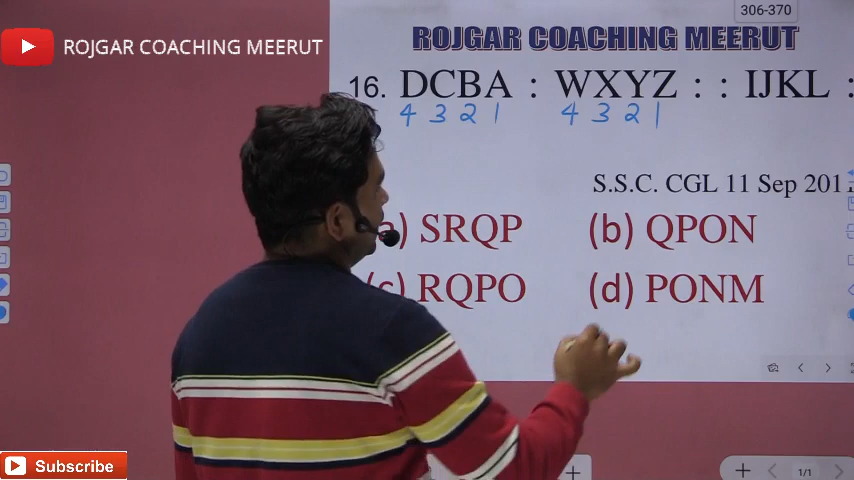 306-370
ROJGAR COACHING MEERUT
ROJGAR COACHING MEERUT
16. DCBA : WXYZ : : IJKL :
4 3 2 1 4 3 2 1
S.S.C. CGL 11 Sep 201
a) SRQP (b) QPON
(c) RQPO (d) PONM
1/1
Subscribe